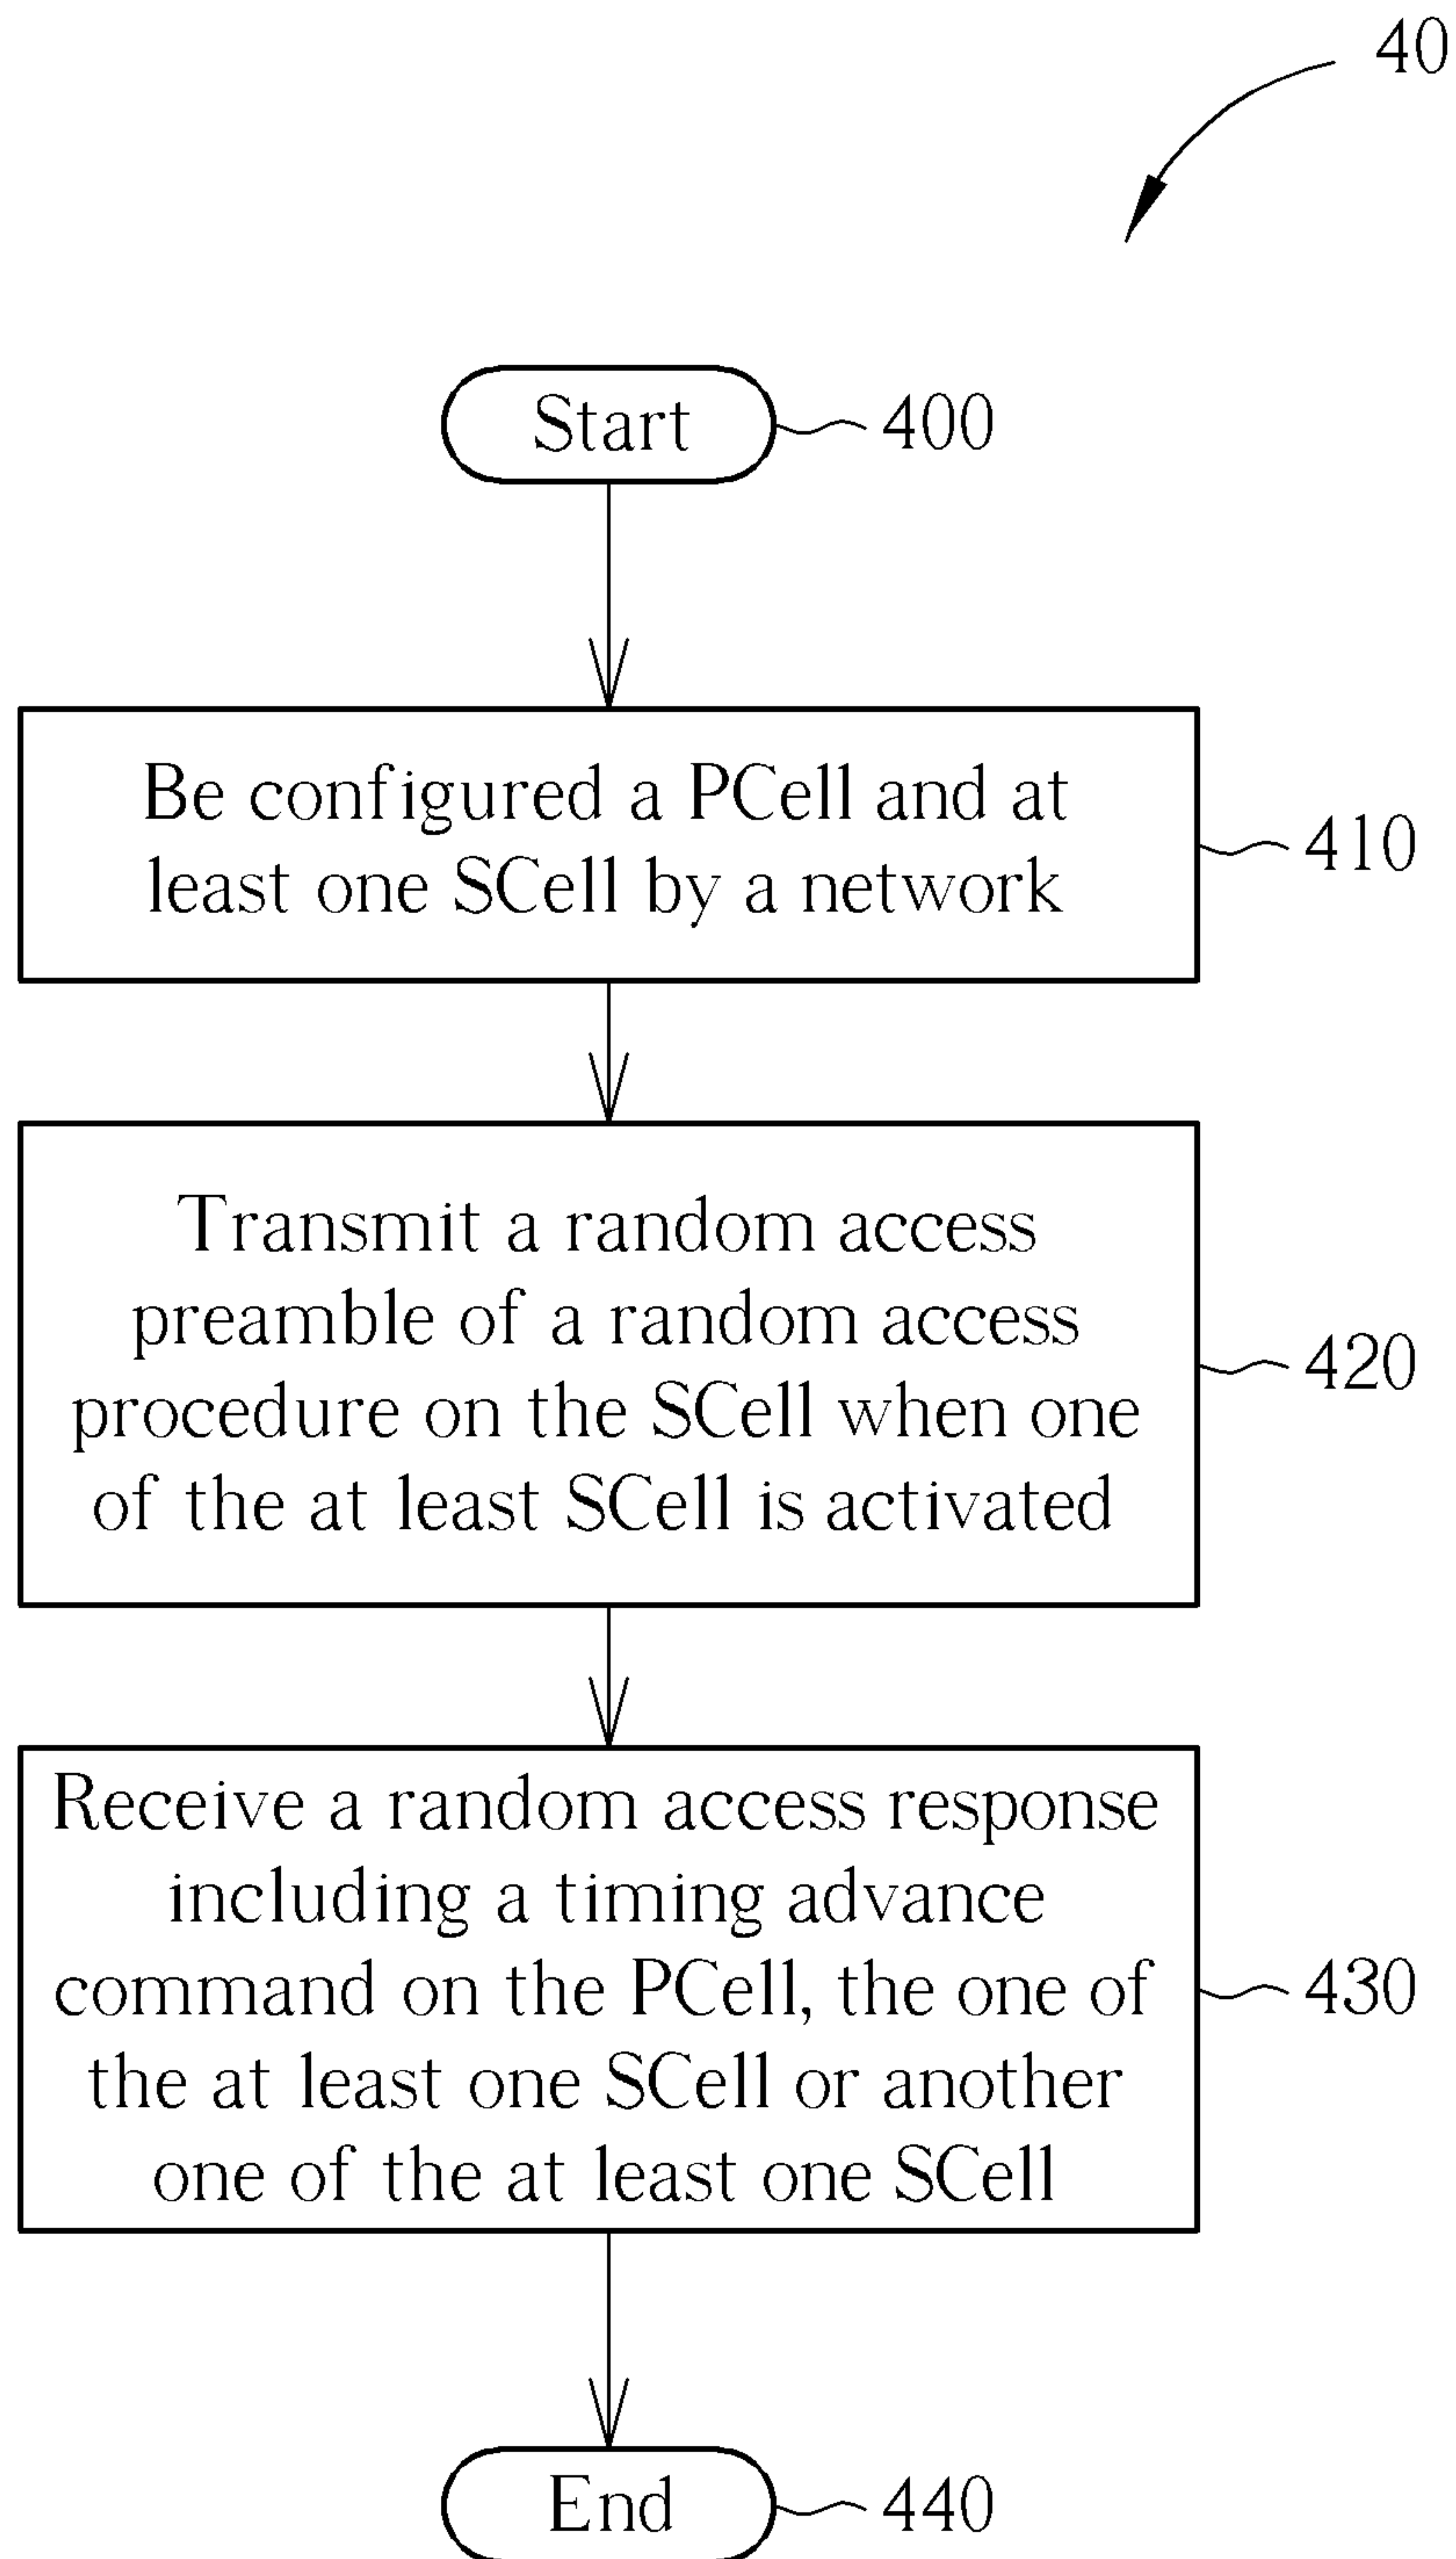 40
Start
400
Be configured a PCell and at
least one SCell by a network
410
Transmit a random access
preamble of a random access
procedure on the SCell when one
of the at least SCell is activated
420
Receive a random access response
including a timing advance
command on the PCell, the one of
the at least one SCell or another
one of the at least one SCell
430
End
440